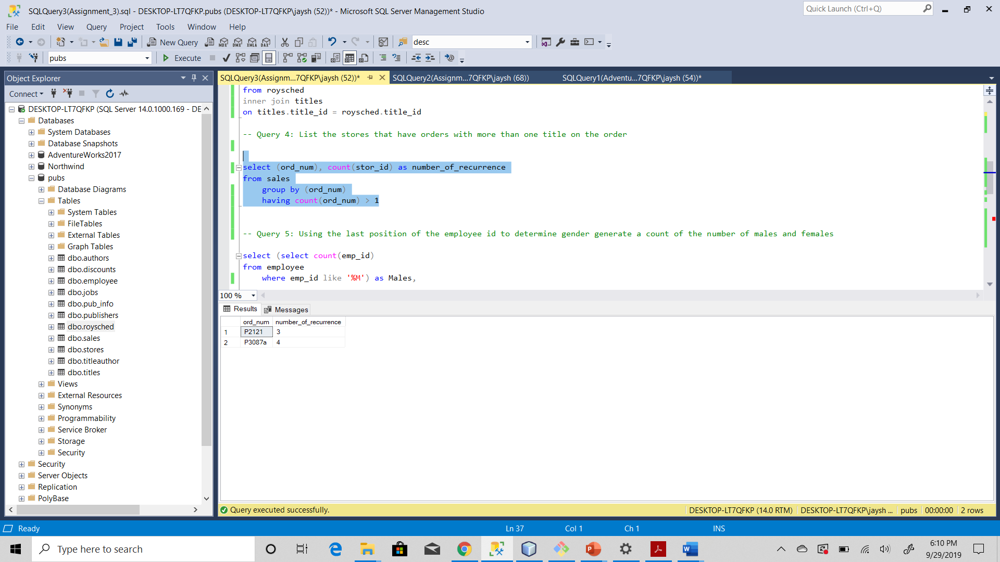 SQLQuery3(Assignment_3).sql - DESKTOP-LT7QFKP.pubs (DESKTOP-LT7QFKP\jaysh (52))* - Microsoft SQL Server Management Studio
Quick Launch (Ctrl+Q)
File Edit View Query Project Tools Window Help
New Query MDX DMX XMLA DAX desc
pubs Execute
Object Explorer
SQLQuery3(Assignm...7QFKP\jaysh (52))* SQLQuery2(Assignm...7QFKP\jaysh (68)) SQLQuery1(Adventu...7QFKP\jaysh (54))*
Connect
DESKTOP-LT7QFKP (SQL Server 14.0.1000.169 - DE
Databases
System Databases
Database Snapshots
AdventureWorks2017
Northwind
pubs
Database Diagrams
Tables
System Tables
FileTables
External Tables
Graph Tables
dbo.authors
dbo.discounts
dbo.employee
dbo.jobs
dbo.pub_info
dbo.publishers
dbo.roysched
dbo.sales
dbo.stores
dbo.titleauthor
dbo.titles
Views
External Resources
Synonyms
Programmability
Service Broker
Storage
Security
Security
Server Objects
Replication
PolyBase
from roysched
inner join titles
on titles.title_id = roysched.title_id
-- Query 4: List the stores that have orders with more than one title on the order
select (ord_num), count(stor_id) as number_of_recurrence
from sales
group by (ord_num)
having count(ord_num) > 1
-- Query 5: Using the last position of the employee id to determine gender generate a count of the number of males and females
select (select count(emp_id)
from employee
where emp_id like '%M') as Males,
100 %
Results Messages
ord_num number_of_recurrence
1 P2121 3
2 P3087a 4
Query executed successfully. DESKTOP-LT7QFKP (14.0 RTM) DESKTOP-LT7QFKP\jaysh ... pubs 00:00:00 2 rows
Ready Ln 37 Col 1 Ch 1 INS
Type here to search
6:10 PM
9/29/2019